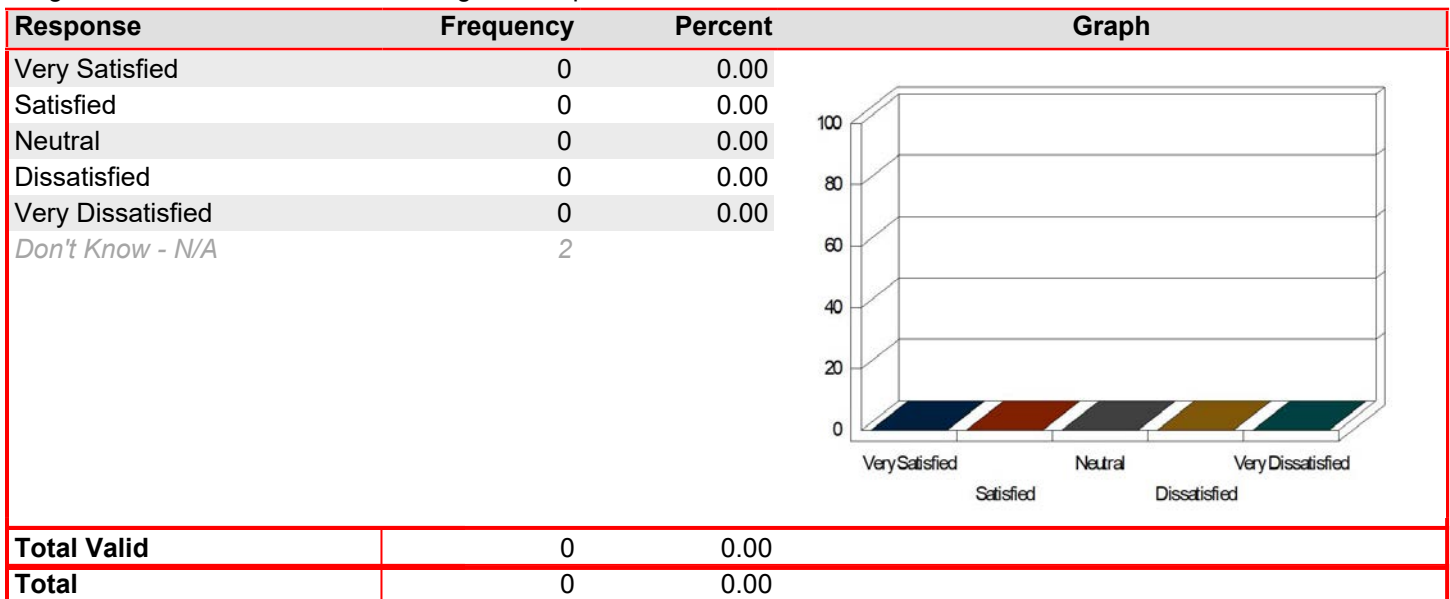 Response Frequency Percent Graph
Very Satisfied 0 0.00
Satisfied 0 0.00
Neutral 0 0.00
Dissatisfied 0 0.00
Very Dissatisfied 0 0.00
Don't Know - N/A 2
100
80
60
40
20
0
Very Satisfied Neutral Very Dissatisfied
Satisfied Dissatisfied
Total Valid 0 0.00
Total 0 0.00